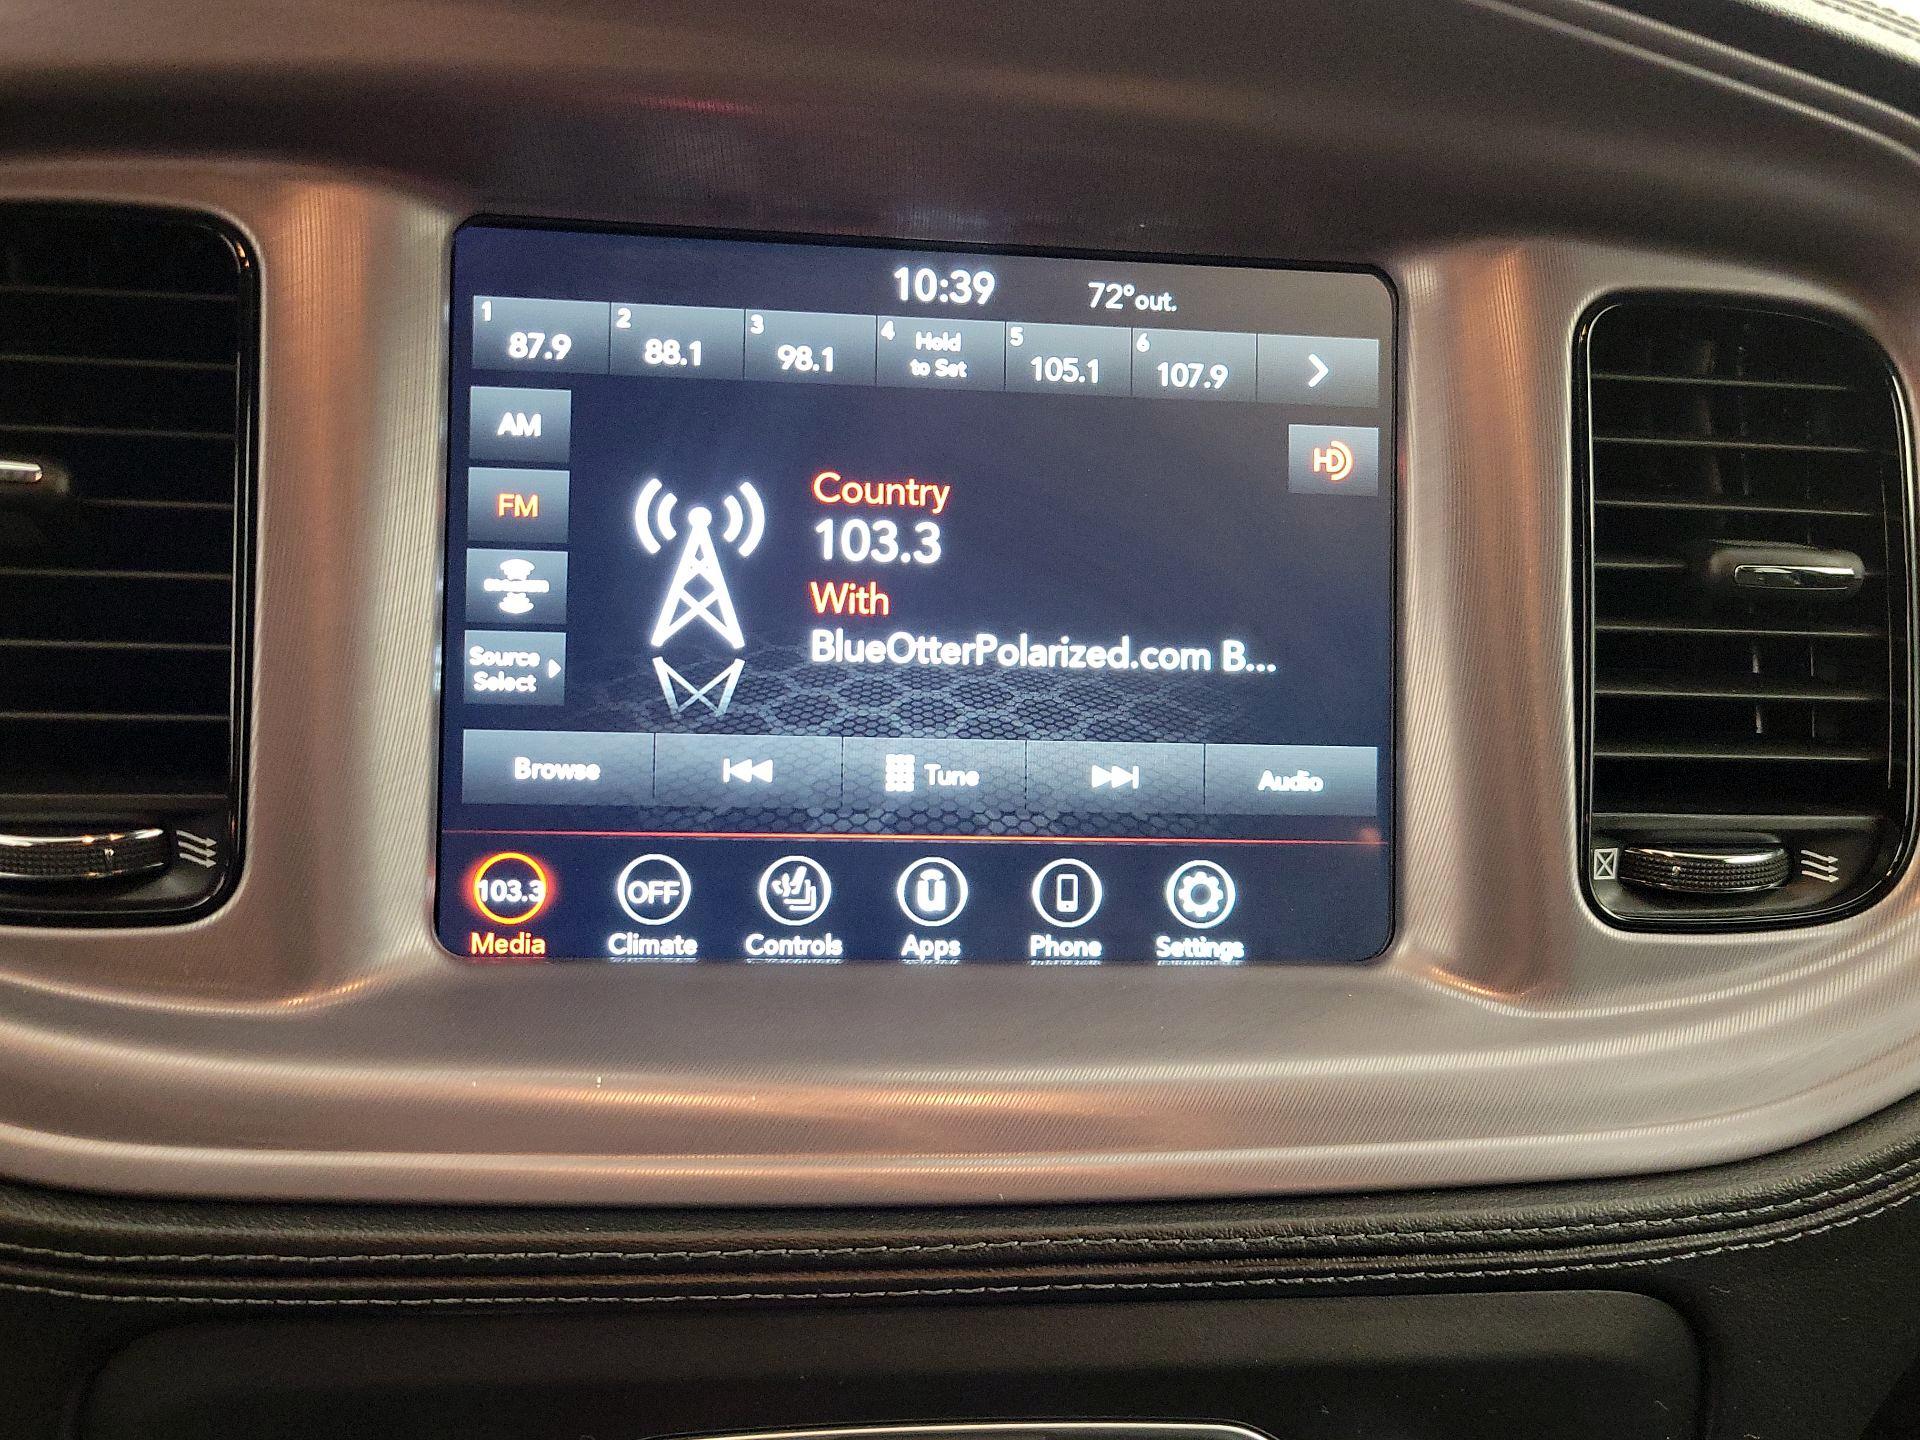 10:39 72°out.
1 87.9
2 88.1
3 98.1
4 Hold
to Set
5 105.1
6 107.9
AM
FM
Source
Select
HD
Country
103.3
With
BlueOtterPolarized.com B...
Browse
Tune
Audio
103.3
Media
OFF
Climate
Controls
Apps
Phone
Settings